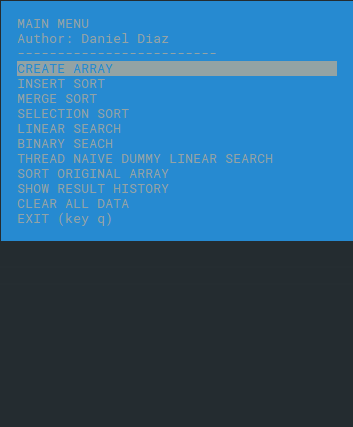 MAIN MENU
Author: Daniel Diaz
-------------------------
CREATE ARRAY
INSERT SORT
MERGE SORT
SELECTION SORT
LINEAR SEARCH
BINARY SEACH
THREAD NAIVE DUMMY LINEAR SEARCH
SORT ORIGINAL ARRAY
SHOW RESULT HISTORY
CLEAR ALL DATA
EXIT (key q)